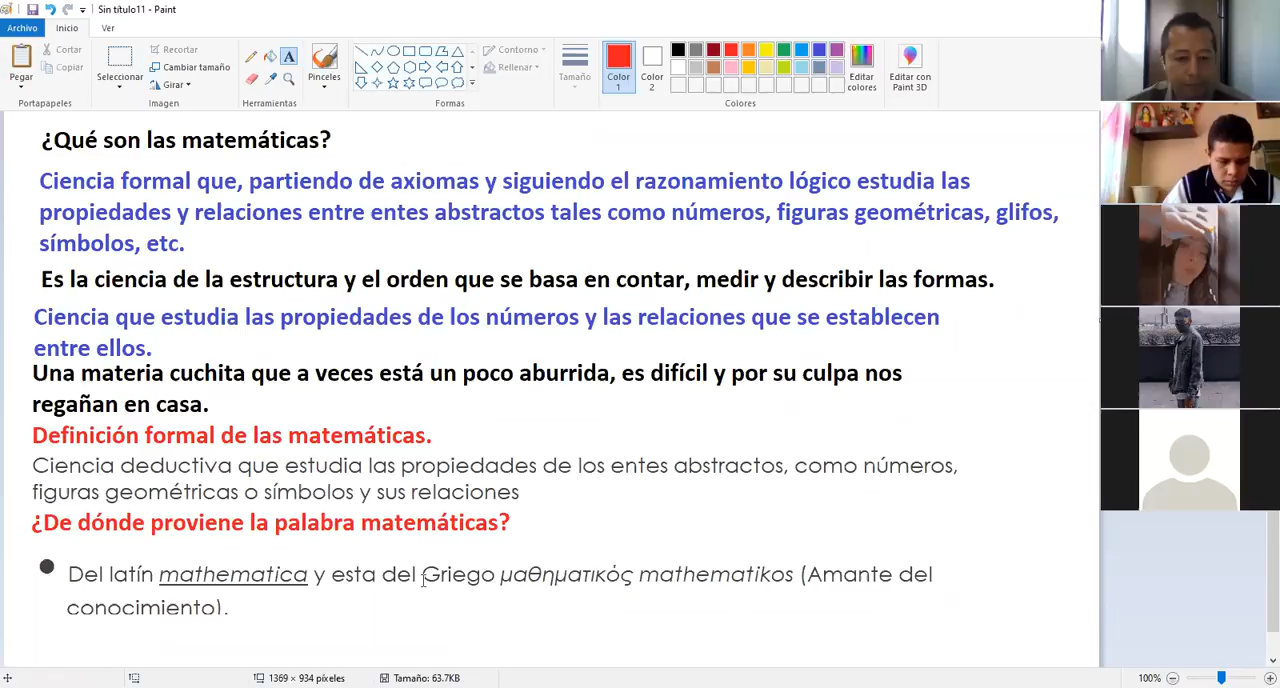 Sin título11 - Paint
Archivo Inicio Ver
Pegar Cortar Copiar Portapapeles
Seleccionar Recortar Cambiar tamaño Girar Imagen
A Herramientas
Pinceles
Contorno Rellenar Formas
Tamaño
Color 1 Color 2 Editar colores Colores
Editar con Paint 3D
¿Qué son las matemáticas?
Ciencia formal que, partiendo de axiomas y siguiendo el razonamiento lógico estudia las
propiedades y relaciones entre entes abstractos tales como números, figuras geométricas, glifos,
símbolos, etc.
Es la ciencia de la estructura y el orden que se basa en contar, medir y describir las formas.
Ciencia que estudia las propiedades de los números y las relaciones que se establecen
entre ellos.
Una materia cuchita que a veces está un poco aburrida, es difícil y por su culpa nos
regañan en casa.
Definición formal de las matemáticas.
Ciencia deductiva que estudia las propiedades de los entes abstractos, como números,
figuras geométricas o símbolos y sus relaciones
¿De dónde proviene la palabra matemáticas?
Del latín mathematica y esta del Griego μαθηματικὀς mathematikos (Amante del
conocimiento).
1369 × 934 píxeles Tamaño: 63.7KB 100%